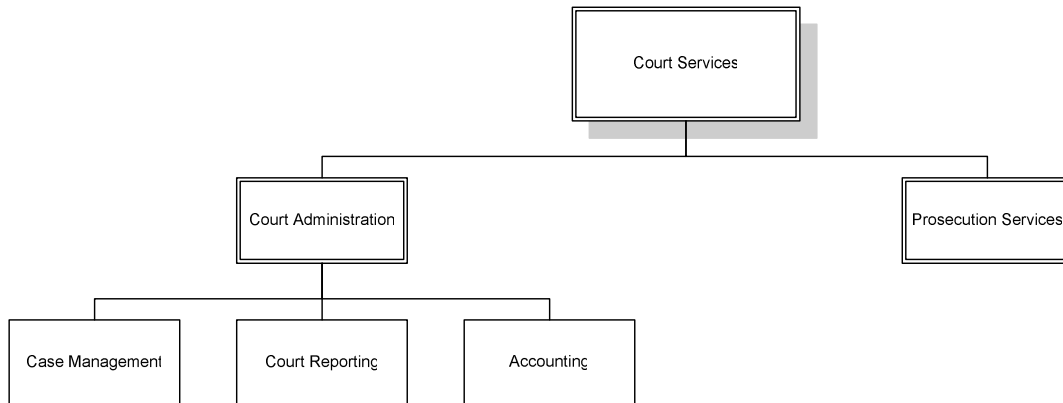 Court Services
Court Administration
Prosecution Services
Case Management
Court Reporting
Accounting